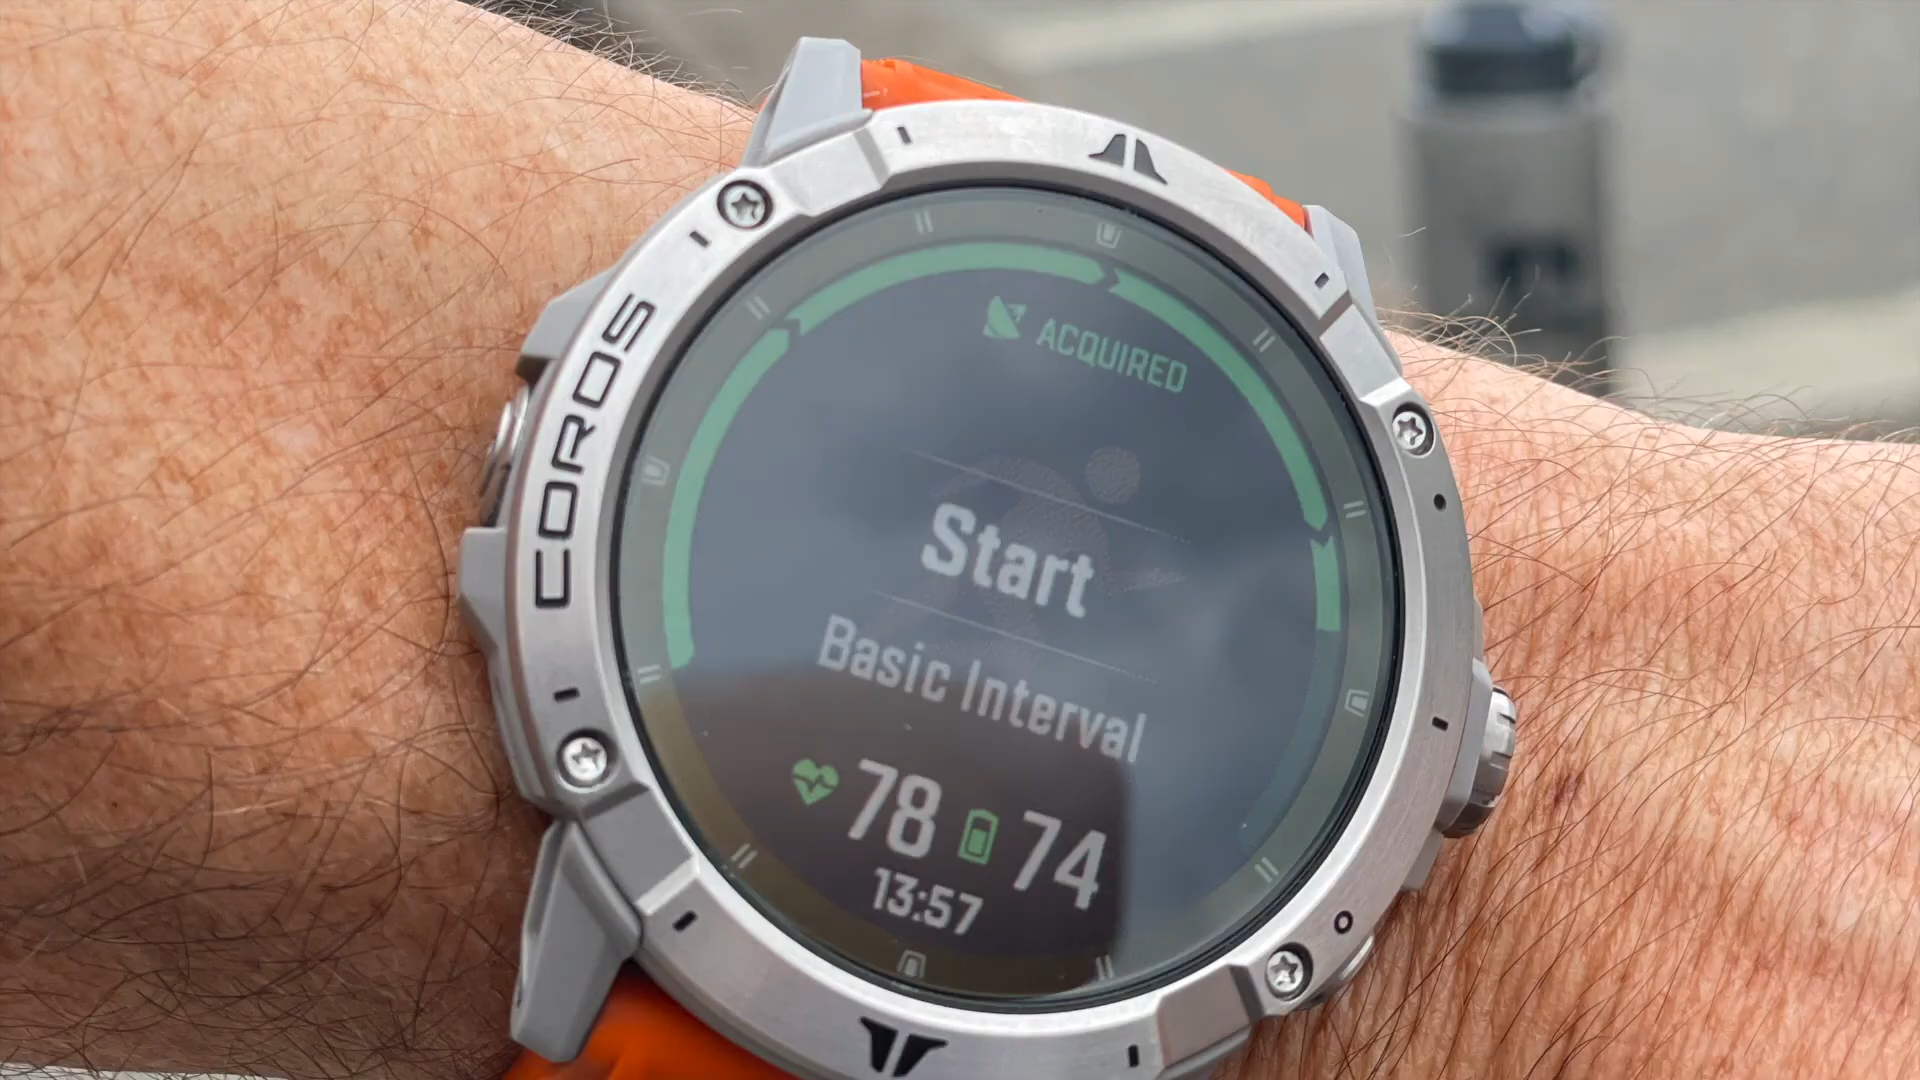 COROS
ACQUIRED
Start
Basic Interval
78 74
13:57